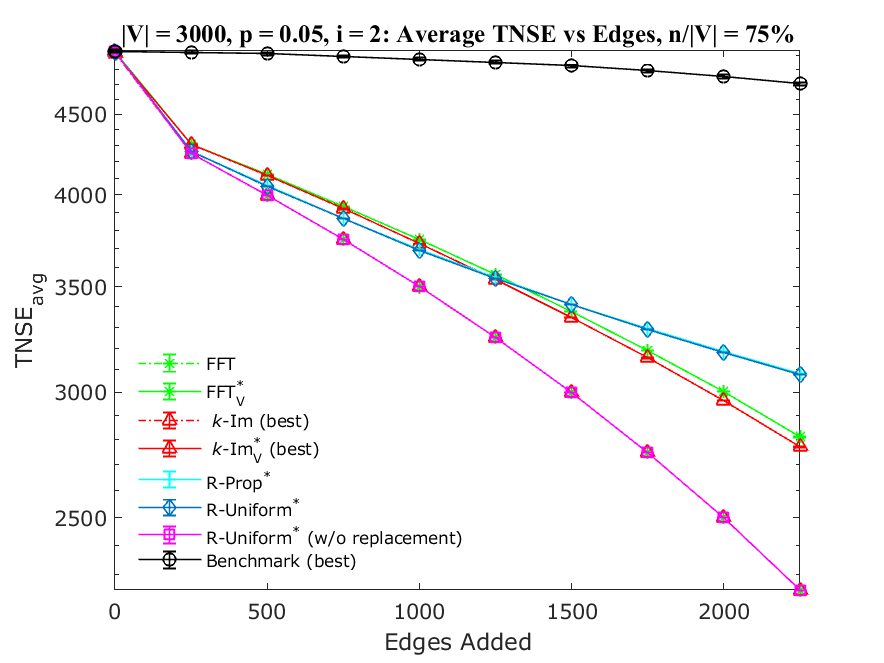 |V| = 3000, p = 0.05, i = 2: Average TNSE vs Edges, n/|V| = 75%
4500
4000
3500
3000
2500
TNSE_avg
FFT
FFT*_V
k-Im (best)
k-Im*_V (best)
R-Prop*
R-Uniform*
R-Uniform* (w/o replacement)
Benchmark (best)
0
500
1000
1500
2000
Edges Added